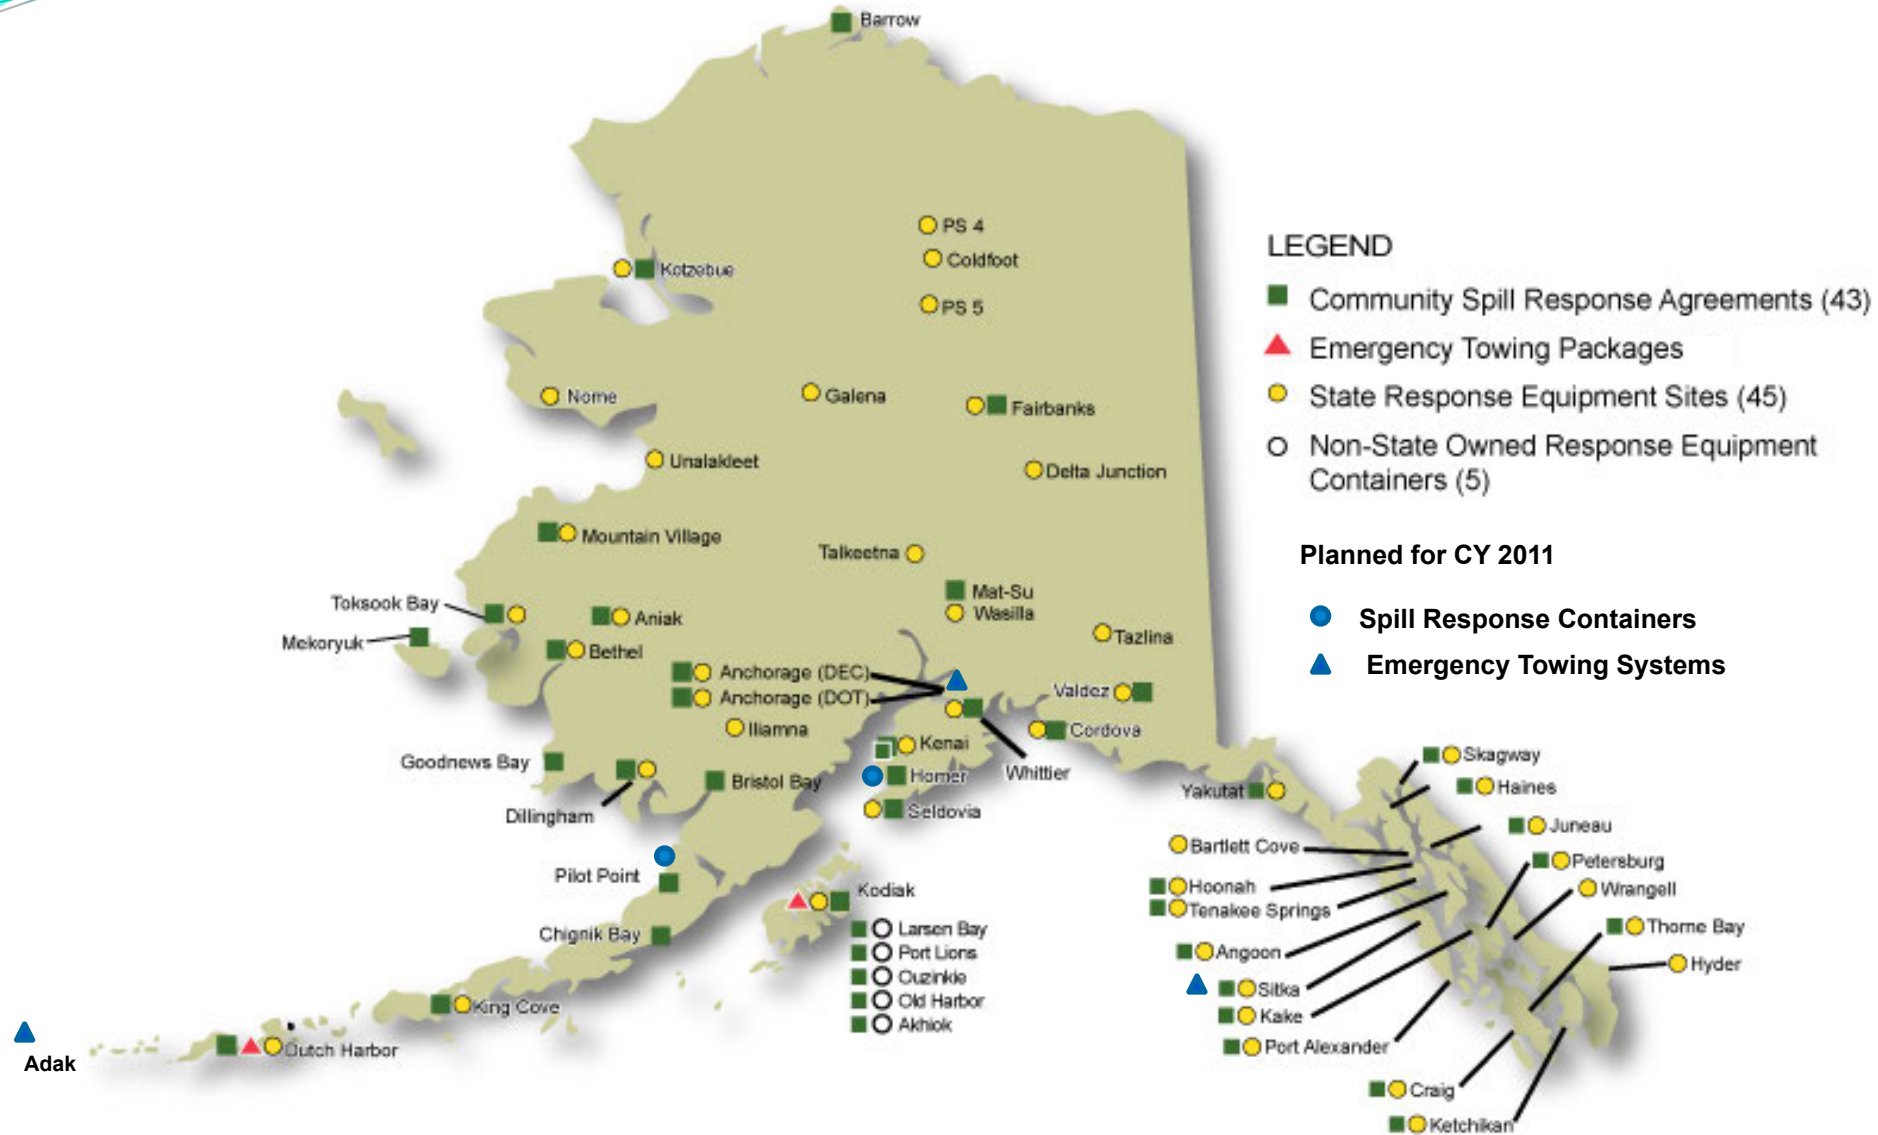 Barrow
PS 4
Coldfoot
PS 5
Kotzebue
Nome
Galena
Fairbanks
Unalakleet
Delta Junction
Mountain Village
Talkeetna
Mat-Su
Wasilla
Toksook Bay
Aniak
Tazlina
Mekoryuk
Bethel
Anchorage (DEC)
Anchorage (DOT)
Valdez
Iliamna
Cordova
Kenai
Goodnews Bay
Whittier
Homer
Bristol Bay
Dillingham
Seldovia
Pilot Point
Kodiak
Larsen Bay
Port Lions
Ouzinkie
Old Harbor
Akhiok
Chignik Bay
King Cove
Dutch Harbor
Adak
LEGEND
Community Spill Response Agreements (43)
Emergency Towing Packages
State Response Equipment Sites (45)
Non-State Owned Response Equipment
Containers (5)
Planned for CY 2011
Spill Response Containers
Emergency Towing Systems
Skagway
Haines
Yakutat
Juneau
Bartlett Cove
Petersburg
Hoonah
Wrangell
Tenakee Springs
Thorne Bay
Angoon
Hyder
Sitka
Kake
Port Alexander
Craig
Ketchikan